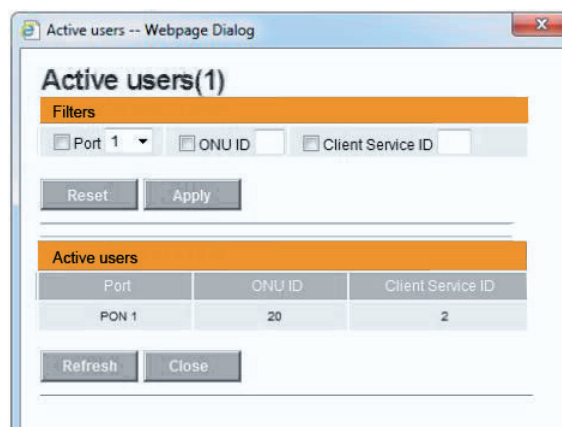 Active users -- Webpage Dialog
Active users(1)
Filters
Port 1 ONU ID Client Service ID
Reset Apply
Active users
Port ONU ID Client Service ID
PON 1 20 2
Refresh Close